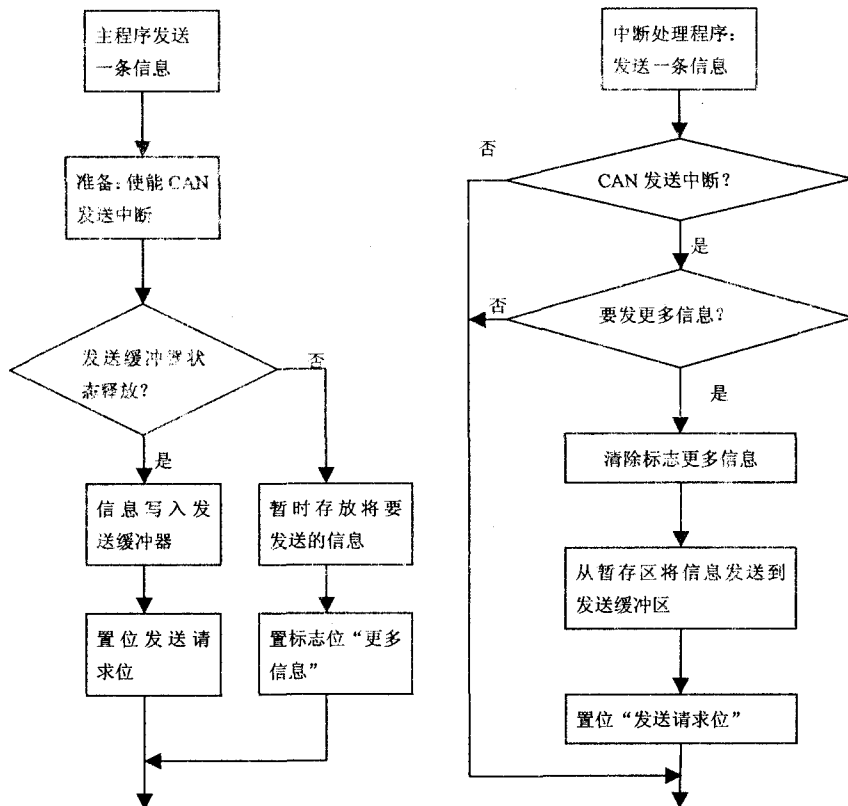 主程序发送
一条信息
准备：使能 CAN
发送中断
发送缓冲器状
态释放？
否
是
信息写入发
送缓冲器
暂时存放将要
发送的信息
置位发送请
求位
置标志位“更多
信息”
中断处理程序：
发送一条信息
否
CAN 发送中断？
是
否
要发更多信息？
是
清除标志更多信息
从暂存区将信息发送到
发送缓冲区
置位“发送请求位”